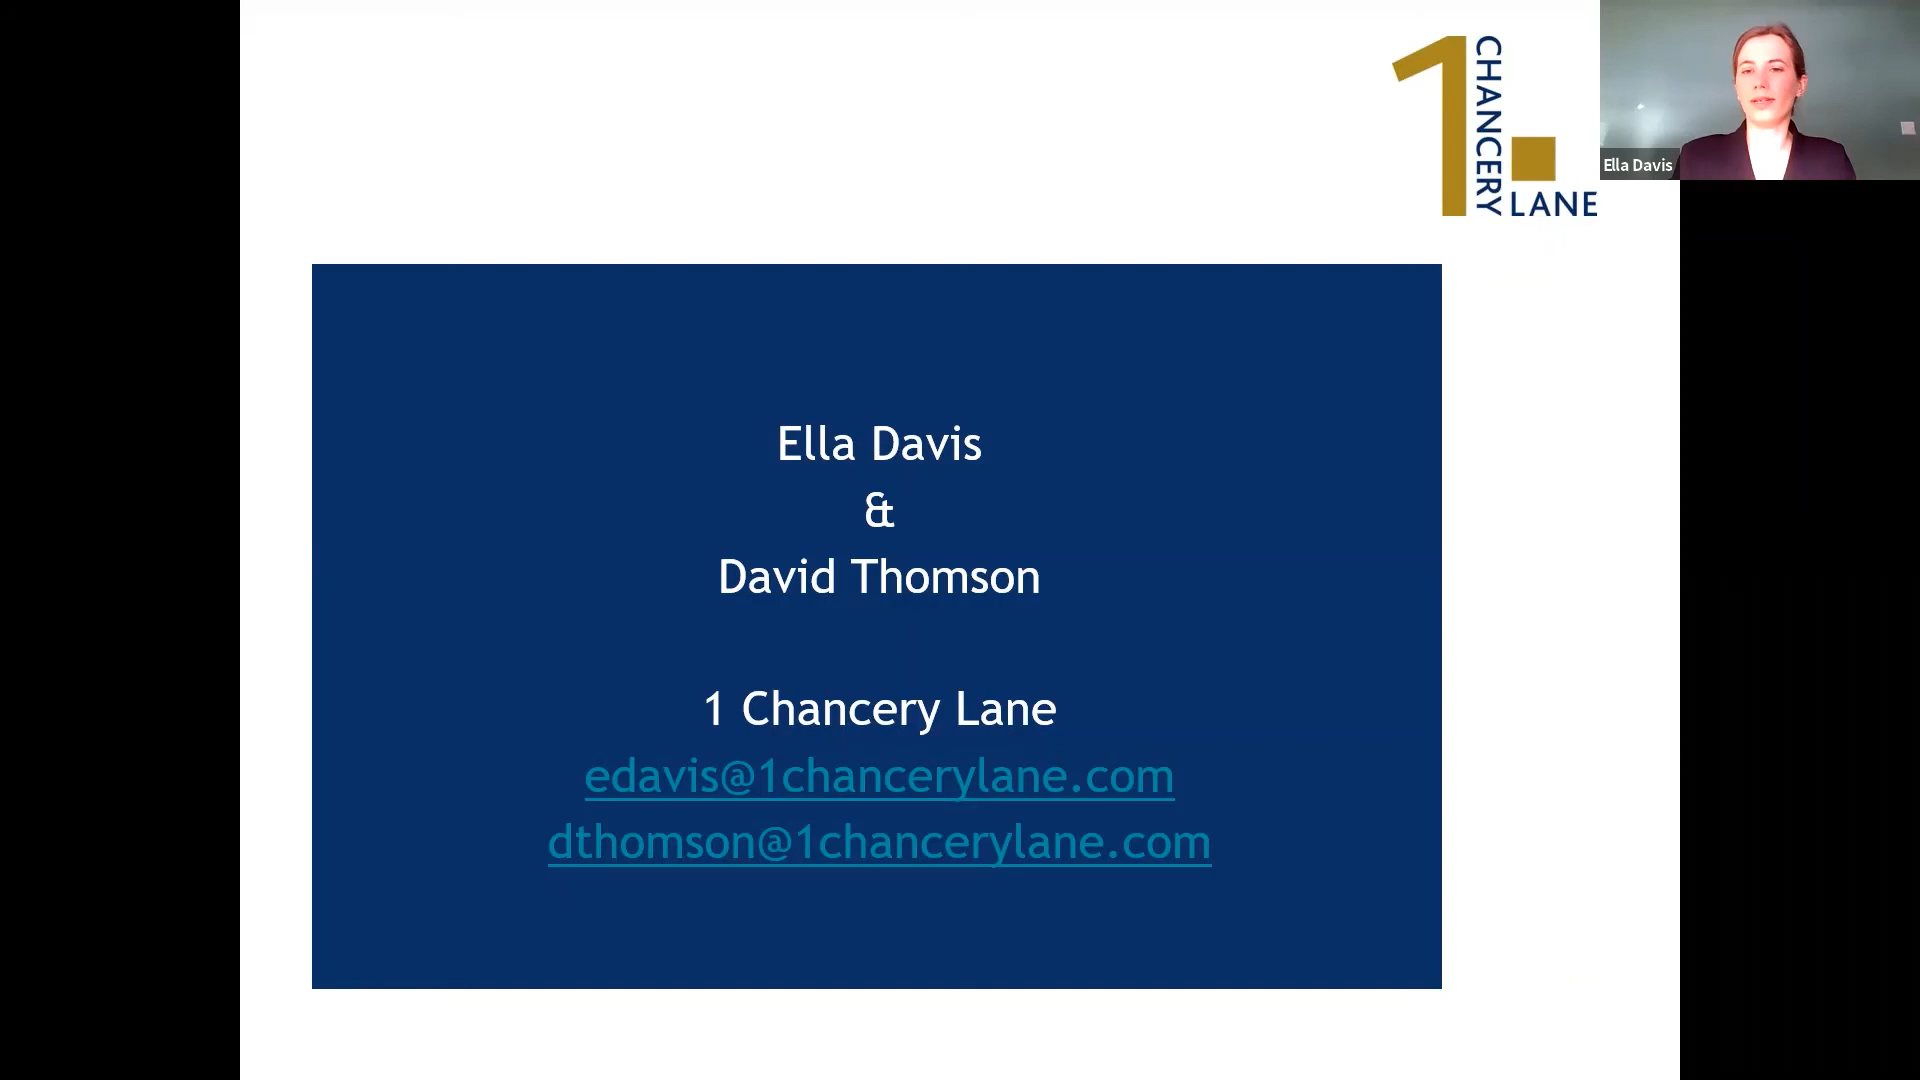 1 CHANCERY LANE
Ella Davis
Ella Davis
&
David Thomson
1 Chancery Lane
edavis@1chancerylane.com
dthomson@1chancerylane.com